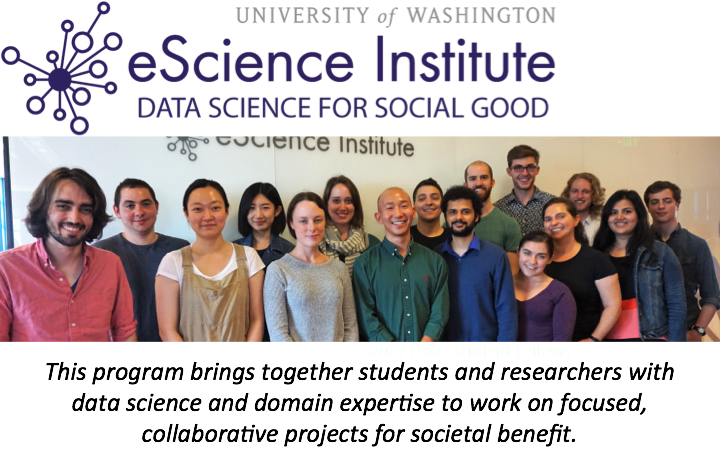 UNIVERSITY of WASHINGTON
eScience Institute
DATA SCIENCE FOR SOCIAL GOOD
eScience Institute
This program brings together students and researchers with
data science and domain expertise to work on focused,
collaborative projects for societal benefit.